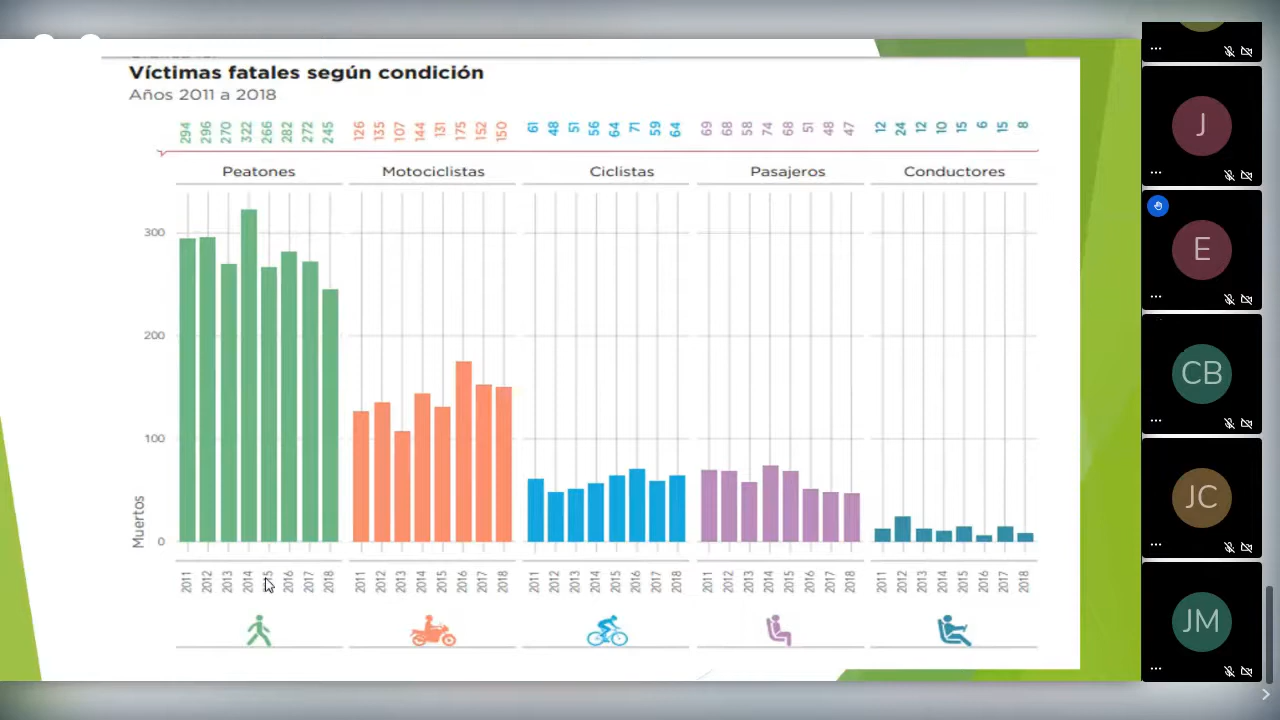 Víctimas fatales según condición
Años 2011 a 2018
294 296 270 322 266 282 272 245 126 135 107 144 131 175 152 150 61 48 51 56 64 71 59 64 69 68 58 74 68 51 48 47 12 24 12 10 15 6 15 8
Peatones Motociclistas Ciclistas Pasajeros Conductores
300
200
100
0
Muertos
2011 2012 2013 2014 2015 2016 2017 2018 2011 2012 2013 2014 2015 2016 2017 2018 2011 2012 2013 2014 2015 2016 2017 2018 2011 2012 2013 2014 2015 2016 2017 2018 2011 2012 2013 2014 2015 2016 2017 2018
J
E
CB
JC
JM